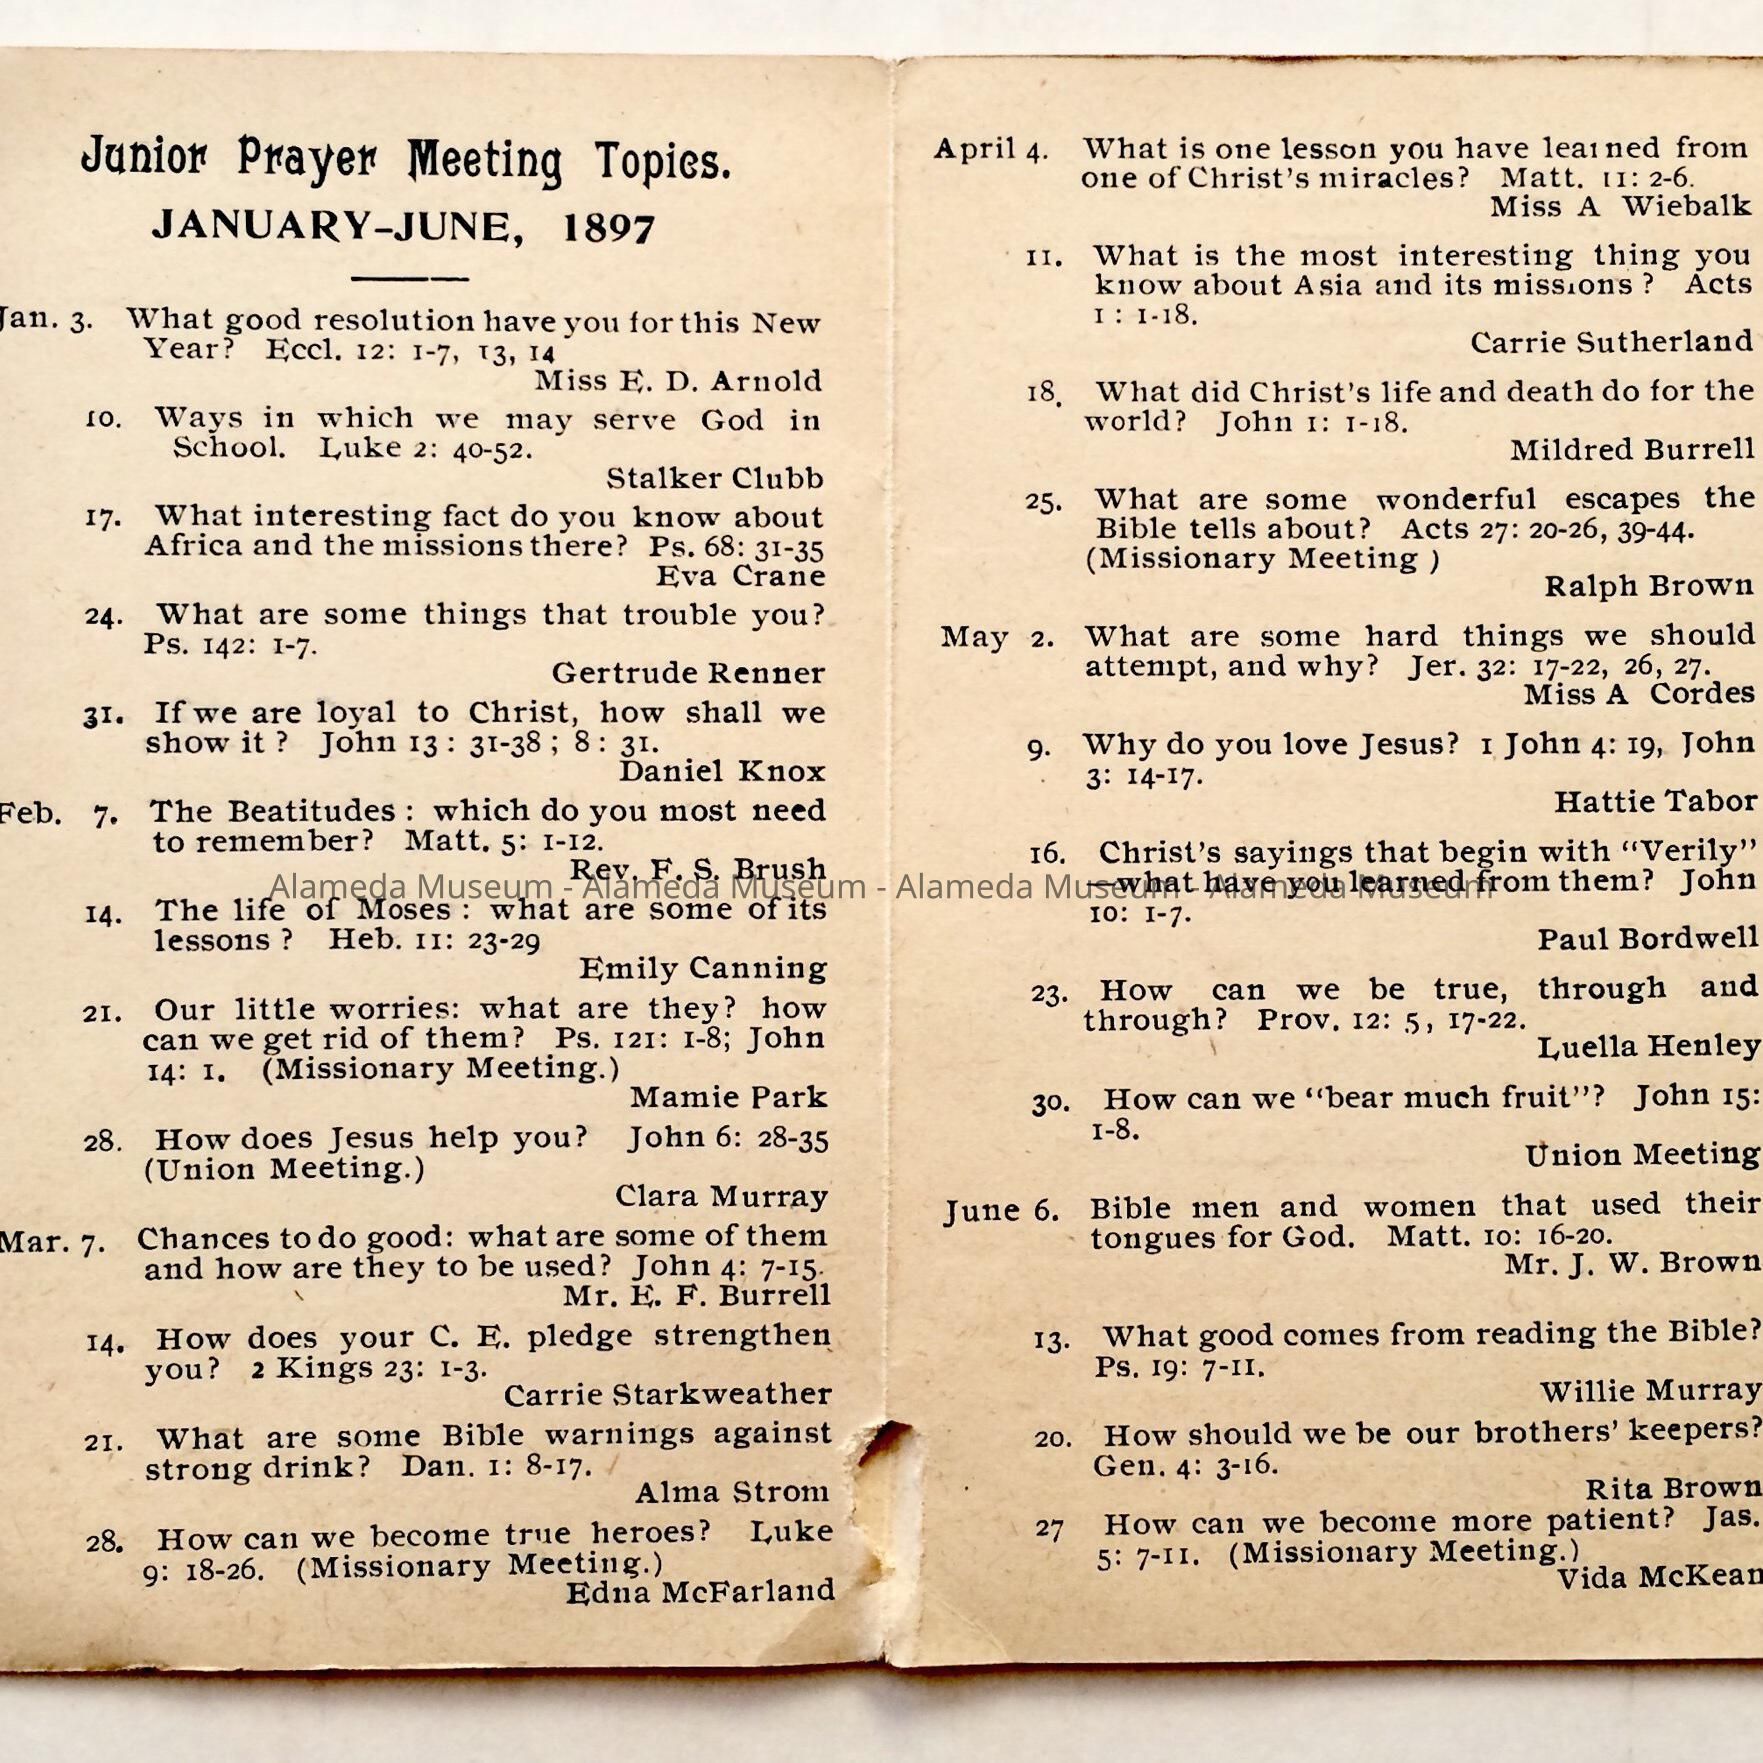 Junior Prayer Meeting Topics.
JANUARY-JUNE, 1897
Jan. 3. What good resolution have you for this New
Year? Eccl. 12: 1-7, 13, 14
Miss E. D. Arnold
10. Ways in which we may serve God in
School. Luke 2: 40-52.
Stalker Clubb
17. What interesting fact do you know about
Africa and the missions there? Ps. 68: 31-35
Eva Crane
24. What are some things that trouble you?
Ps. 142: 1-7.
Gertrude Renner
31. If we are loyal to Christ, how shall we
show it ? John 13 : 31-38 ; 8 : 31.
Daniel Knox
Feb. 7. The Beatitudes : which do you most need
to remember? Matt. 5: 1-12.
Rev. F. S. Brush
14. The life of Moses : what are some of its
lessons ? Heb. 11: 23-29
Emily Canning
21. Our little worries: what are they? how
can we get rid of them? Ps. 121: 1-8; John
14: 1. (Missionary Meeting.)
Mamie Park
28. How does Jesus help you? John 6: 28-35
(Union Meeting.)
Clara Murray
Mar. 7. Chances to do good: what are some of them
and how are they to be used? John 4: 7-15.
Mr. E. F. Burrell
14. How does your C. E. pledge strengthen
you? 2 Kings 23: 1-3.
Carrie Starkweather
21. What are some Bible warnings against
strong drink? Dan. 1: 8-17.
Alma Strom
28. How can we become true heroes? Luke
9: 18-26. (Missionary Meeting.)
Edna McFarland
April 4. What is one lesson you have learned from
one of Christ's miracles? Matt. 11: 2-6.
Miss A Wiebalk
11. What is the most interesting thing you
know about Asia and its missions ? Acts
1 : 1-18.
Carrie Sutherland
18. What did Christ's life and death do for the
world? John 1: 1-18.
Mildred Burrell
25. What are some wonderful escapes the
Bible tells about? Acts 27: 20-26, 39-44.
(Missionary Meeting )
Ralph Brown
May 2. What are some hard things we should
attempt, and why? Jer. 32: 17-22, 26, 27.
Miss A Cordes
9. Why do you love Jesus? 1 John 4: 19, John
3: 14-17.
Hattie Tabor
16. Christ's sayings that begin with "Verily"
—what have you learned from them? John
10: 1-7.
Paul Bordwell
23. How can we be true, through and
through? Prov. 12: 5, 17-22.
Luella Henley
30. How can we "bear much fruit"? John 15:
1-8.
Union Meeting
June 6. Bible men and women that used their
tongues for God. Matt. 10: 16-20.
Mr. J. W. Brown
13. What good comes from reading the Bible?
Ps. 19: 7-11.
Willie Murray
20. How should we be our brothers' keepers?
Gen. 4: 3-16.
Rita Brown
27 How can we become more patient? Jas.
5: 7-11. (Missionary Meeting.)
Vida McKean
Alameda Museum - Alameda Museum - Alameda Museum - Alameda Museum